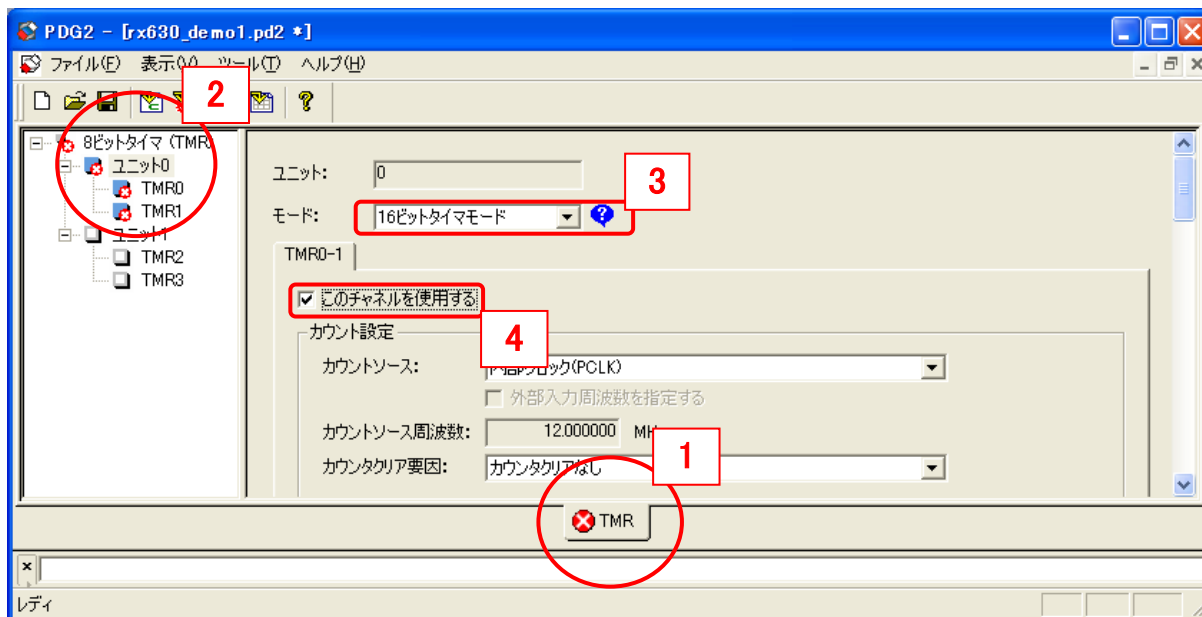 PDG2 - [rx630_demo1.pd2 *]
ファイル(F) 表示(V) ツール(T) ヘルプ(H)
2
8ビットタイマ (TMR)
ユニット0
TMR0
TMR1
ユニット1
TMR2
TMR3
ユニット: 0
3
モード: 16ビットタイマモード
TMR0-1
このチャネルを使用する
4
カウント設定
カウントソース: 内部クロック(PCLK)
外部入力周波数を指定する
カウントソース周波数: 12.000000 MHz
1
カウンタクリア要因: カウンタクリアなし
TMR
レディ